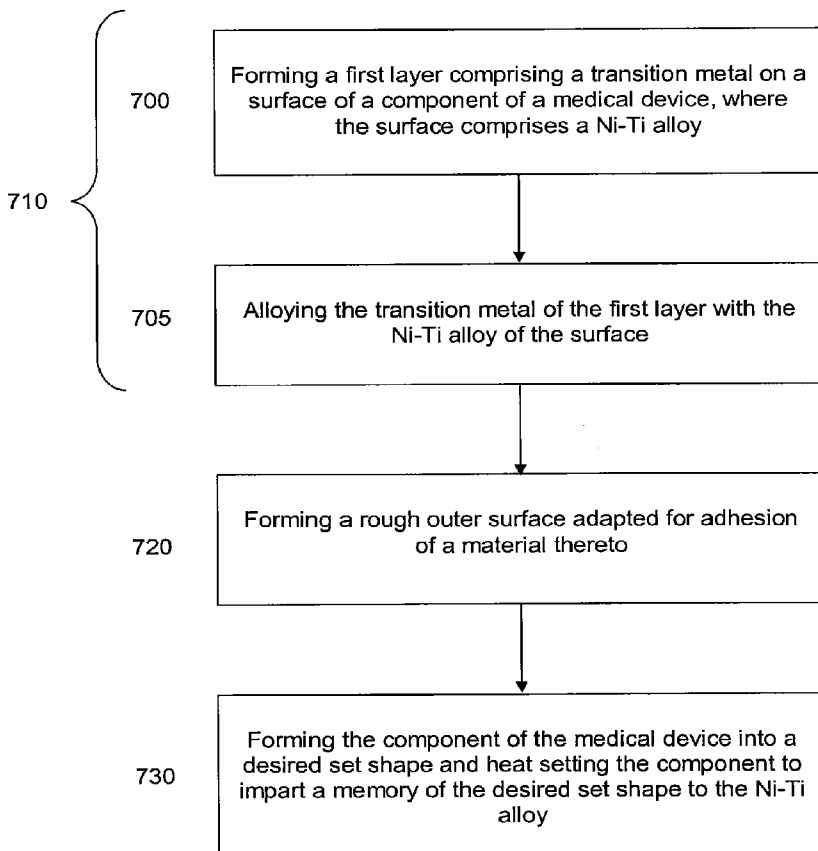 700
Forming a first layer comprising a transition metal on a
surface of a component of a medical device, where
the surface comprises a Ni-Ti alloy
710
705
Alloying the transition metal of the first layer with the
Ni-Ti alloy of the surface
720
Forming a rough outer surface adapted for adhesion
of a material thereto
730
Forming the component of the medical device into a
desired set shape and heat setting the component to
impart a memory of the desired set shape to the Ni-Ti
alloy